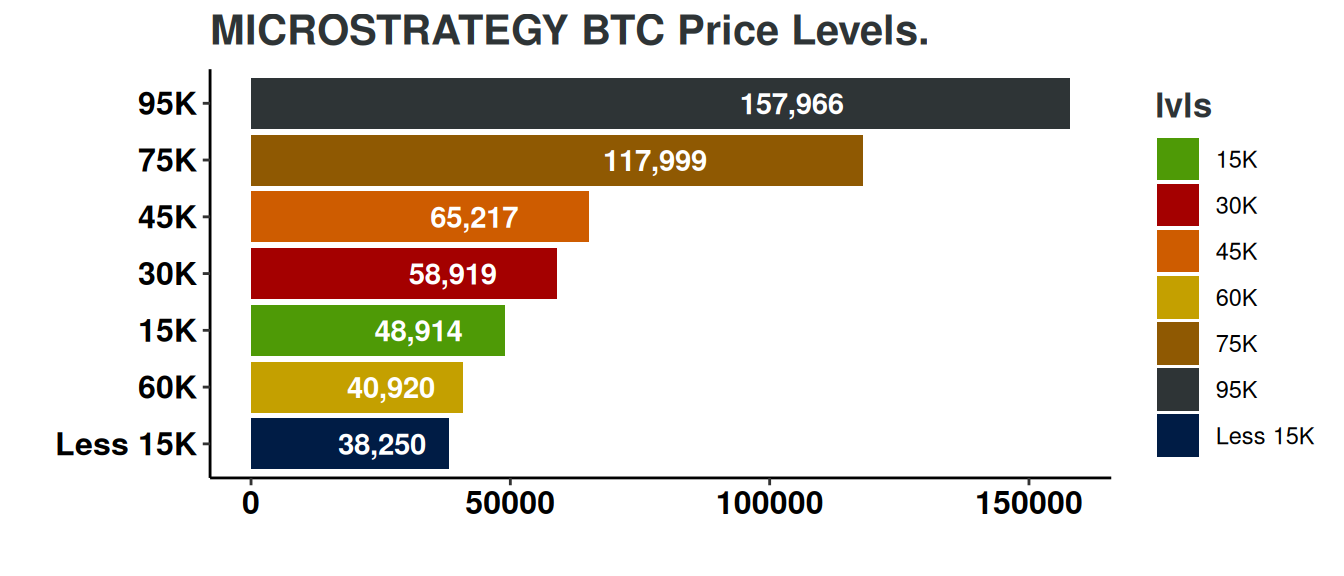 MICROSTRATEGY BTC Price Levels.
95K 157,966
75K 117,999
45K 65,217
30K 58,919
15K 48,914
60K 40,920
Less 15K 38,250
0 50000 100000 150000
lvls
15K
30K
45K
60K
75K
95K
Less 15K